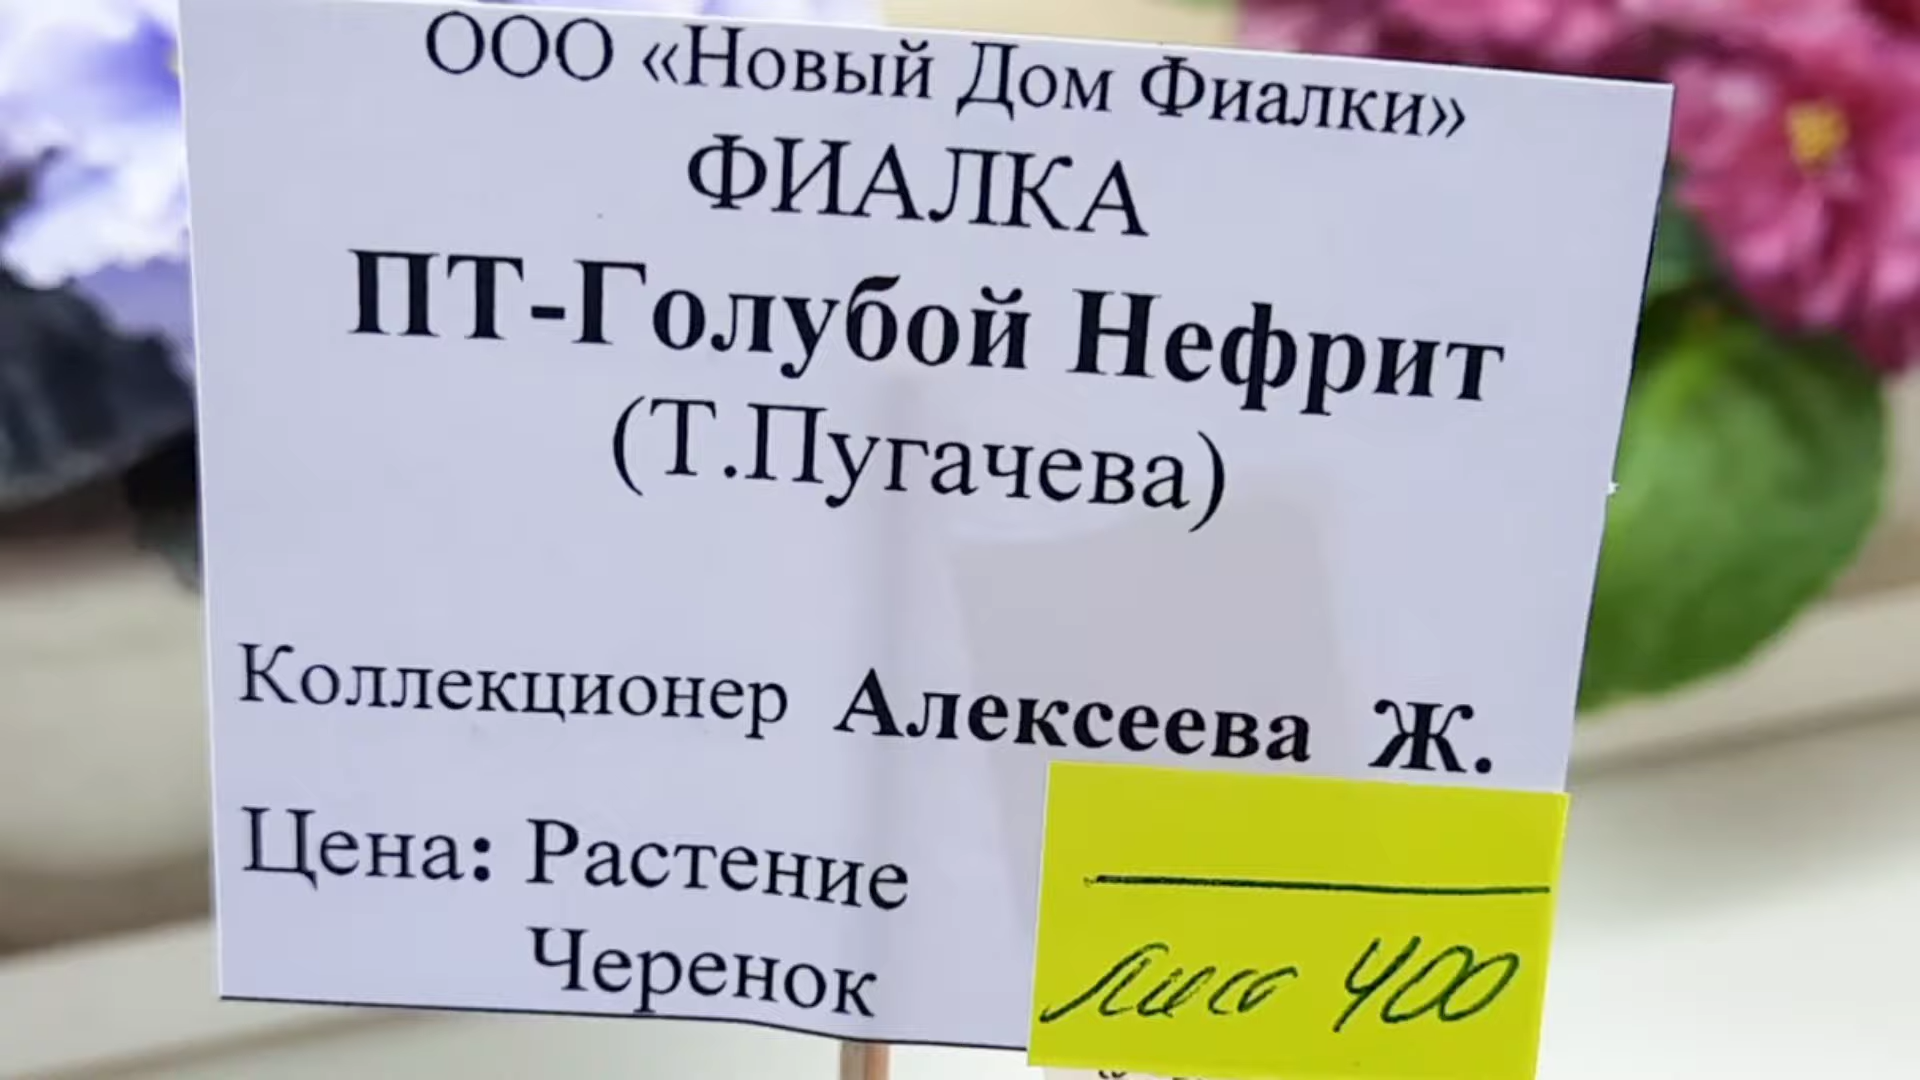 ООО «Новый Дом Фиалки»
ФИАЛКА
ПТ-Голубой Нефрит
(Т.Пугачева)
Коллекционер Алексеева Ж.
Цена: Растение
Черенок 400